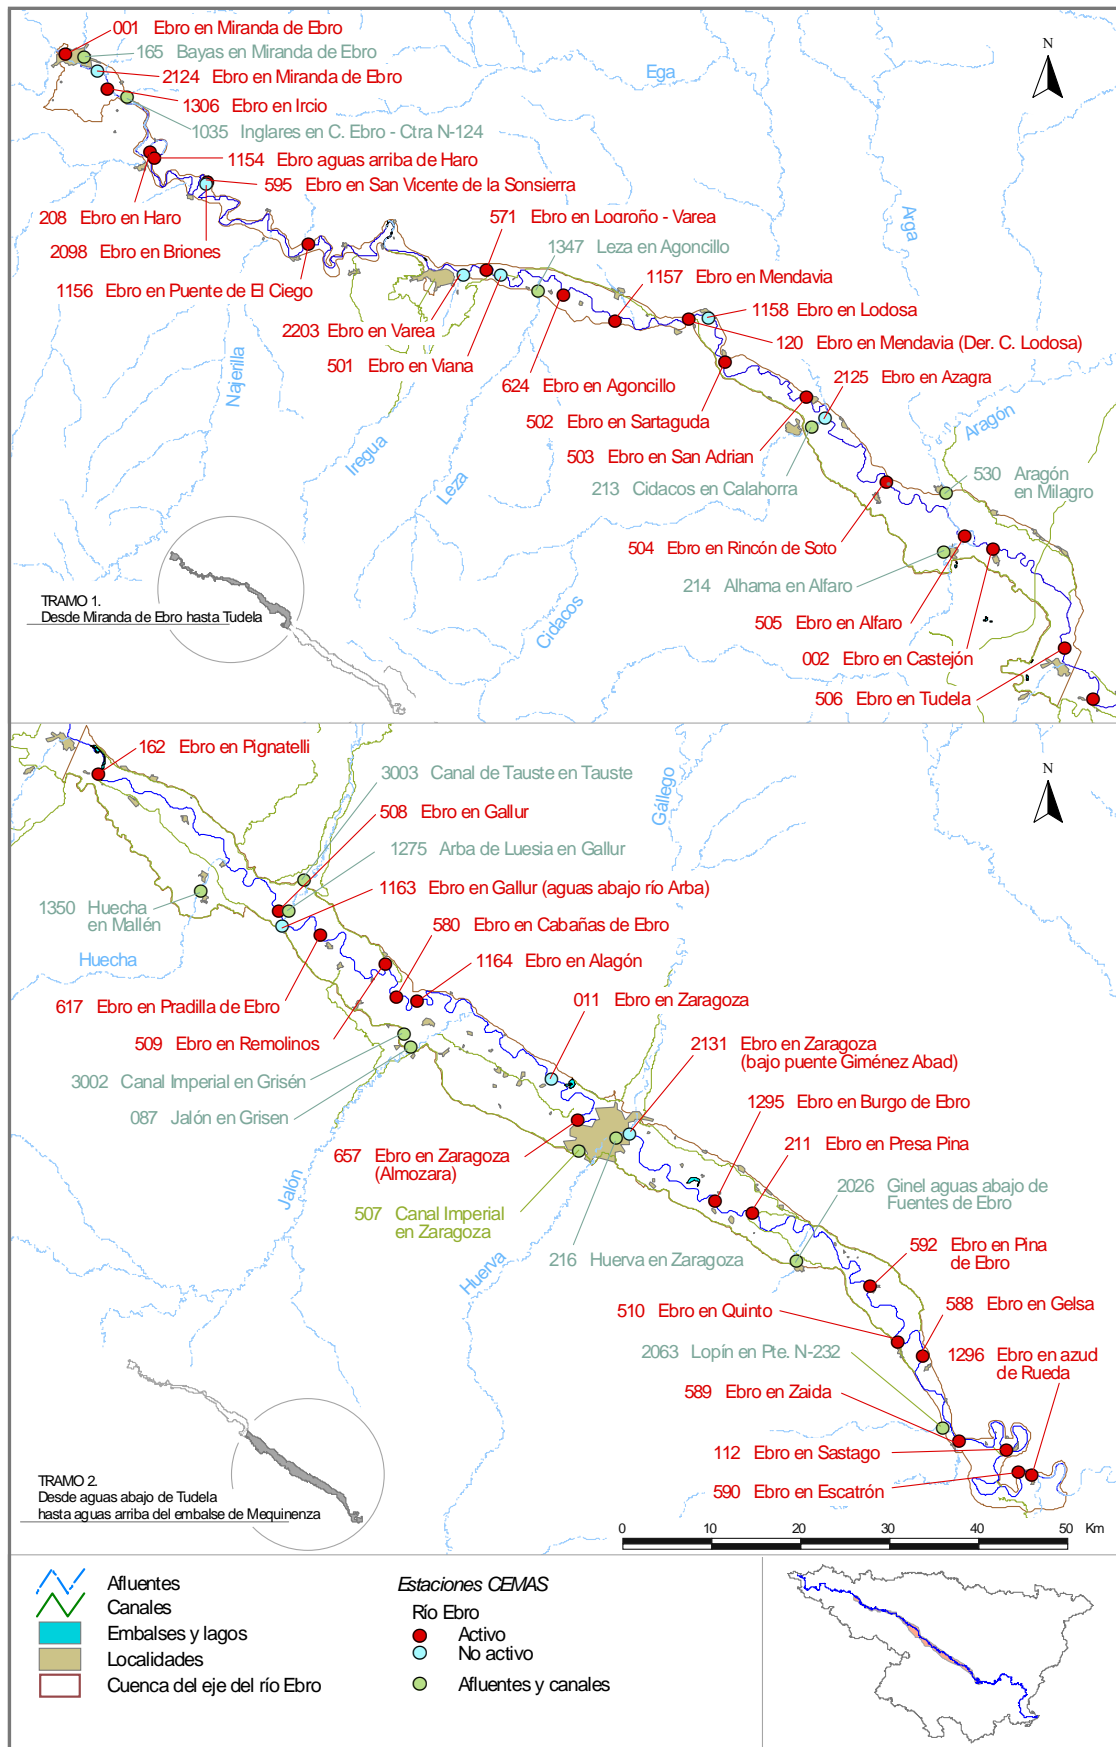 001 Ebro en Miranda de Ebro
165 Bayas en Miranda de Ebro
2124 Ebro en Miranda de Ebro
1306 Ebro en Ircio
1035 Inglares en C. Ebro - Ctra N-124
1154 Ebro aguas arriba de Haro
595 Ebro en San Vicente de la Sonsierra
208 Ebro en Haro
2098 Ebro en Briones
1156 Ebro en Puente de El Ciego
571 Ebro en Logroño - Varea
1347 Leza en Agoncillo
1157 Ebro en Mendavia
1158 Ebro en Lodosa
120 Ebro en Mendavia (Der. C. Lodosa)
2203 Ebro en Varea
501 Ebro en Viana
624 Ebro en Agoncillo
2125 Ebro en Azagra
502 Ebro en Sartaguda
503 Ebro en San Adrian
213 Cidacos en Calahorra
530 Aragón
en Milagro
504 Ebro en Rincón de Soto
214 Alhama en Alfaro
505 Ebro en Alfaro
002 Ebro en Castejón
506 Ebro en Tudela
Ega
Arga
Aragón
Najerilla
Iregua
Leza
Cidacos
N
TRAMO 1.
Desde Miranda de Ebro hasta Tudela
162 Ebro en Pignatelli
3003 Canal de Tauste en Tauste
508 Ebro en Gallur
1275 Arba de Luesia en Gallur
1163 Ebro en Gallur (aguas abajo río Arba)
1350 Huecha
en Mallén
580 Ebro en Cabañas de Ebro
1164 Ebro en Alagón
617 Ebro en Pradilla de Ebro
011 Ebro en Zaragoza
509 Ebro en Remolinos
2131 Ebro en Zaragoza
(bajo puente Giménez Abad)
3002 Canal Imperial en Grisén
087 Jalón en Grisen
1295 Ebro en Burgo de Ebro
657 Ebro en Zaragoza
(Almozara)
211 Ebro en Presa Pina
2026 Ginel aguas abajo de
Fuentes de Ebro
507 Canal Imperial
en Zaragoza
216 Huerva en Zaragoza
592 Ebro en Pina
de Ebro
510 Ebro en Quinto
588 Ebro en Gelsa
2063 Lopín en Pte. N-232
1296 Ebro en azud
de Rueda
589 Ebro en Zaida
112 Ebro en Sastago
590 Ebro en Escatrón
Gállego
Huecha
Jalón
Huerva
N
TRAMO 2.
Desde aguas abajo de Tudela
hasta aguas arriba del embalse de Mequinenza
0 10 20 30 40 50 Km
Afluentes
Canales
Embalses y lagos
Localidades
Cuenca del eje del río Ebro
Estaciones CEMAS
Río Ebro
Activo
No activo
Afluentes y canales